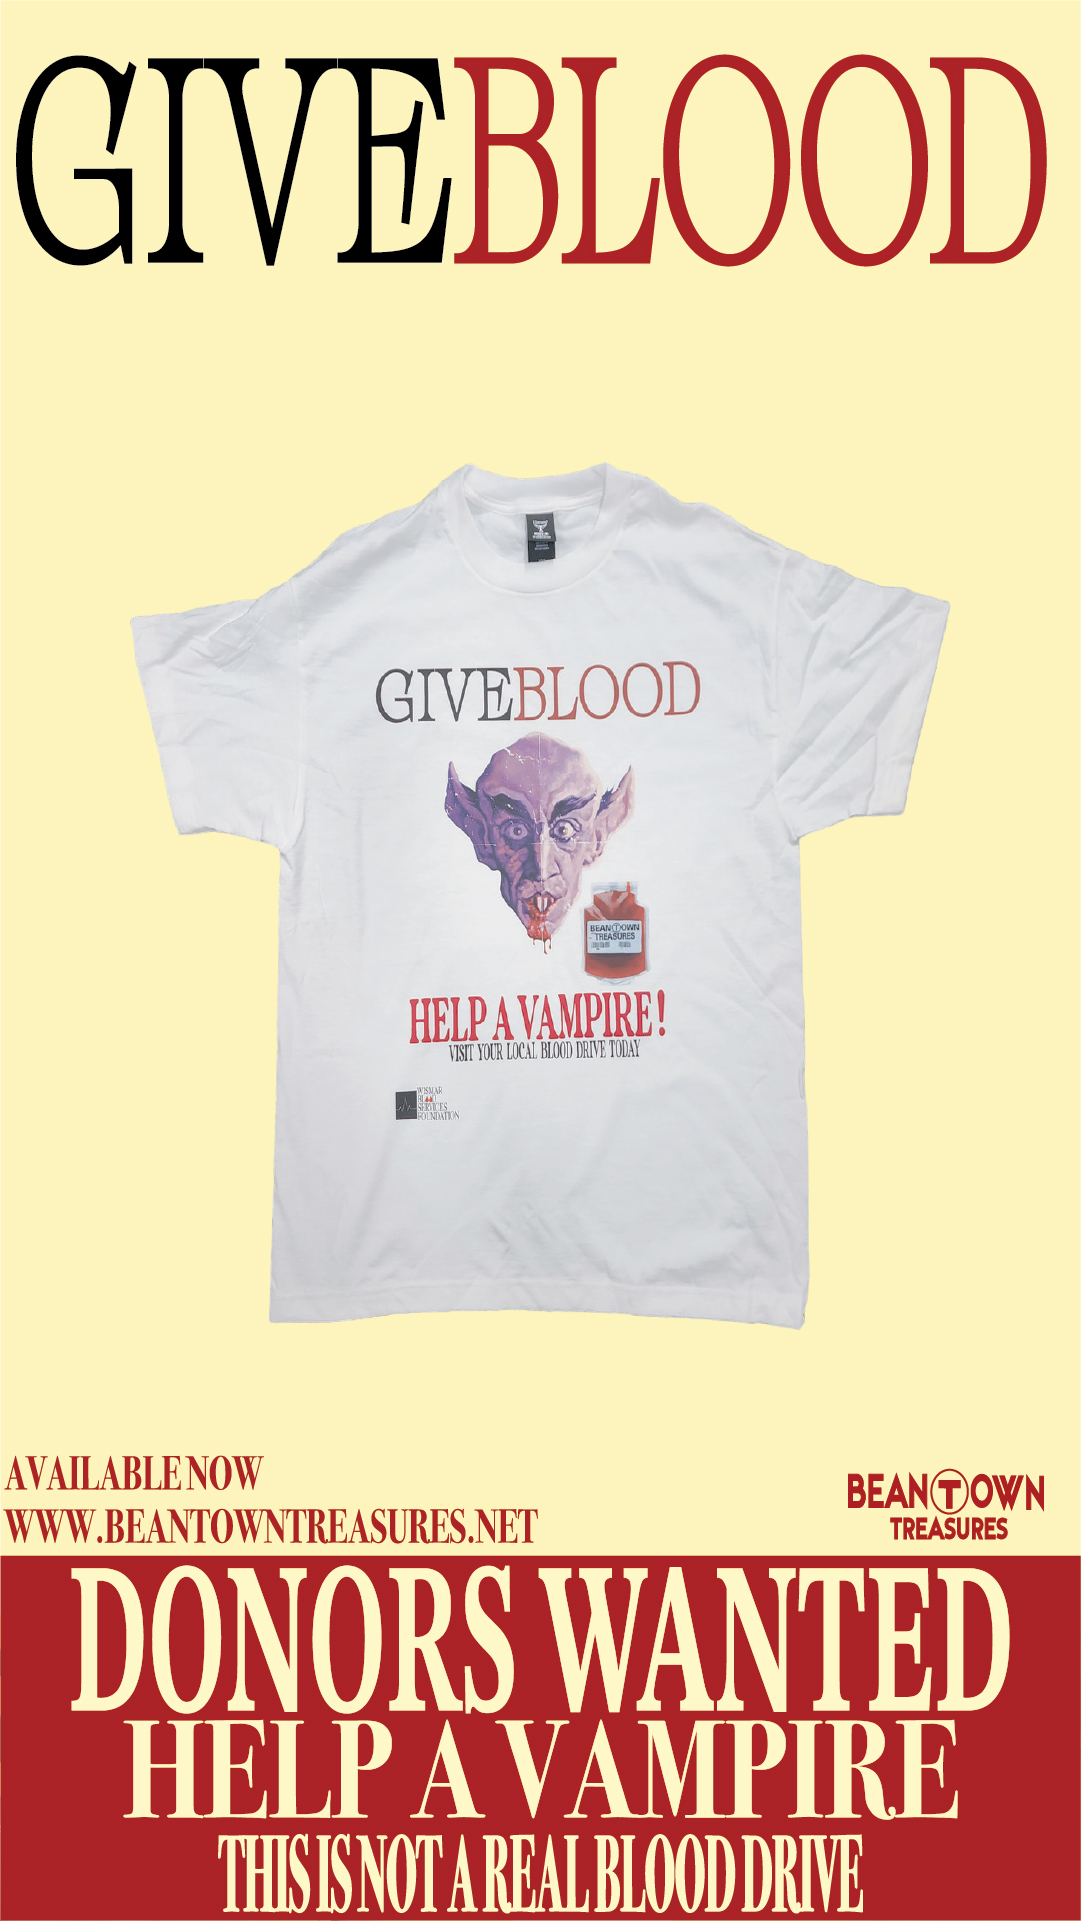 GIVEBLOOD
GIVEBLOOD
BEANTOWN
TREASURES
HELP A VAMPIRE!
VISIT YOUR LOCAL BLOOD DRIVE TODAY
WISMAR
BLOOD
SERVICES
FOUNDATION
AVAILABLE NOW
WWW.BEANTOWNTREASURES.NET
BEANTOWN
TREASURES
DONORS WANTED
HELP A VAMPIRE
THIS IS NOT A REAL BLOOD DRIVE